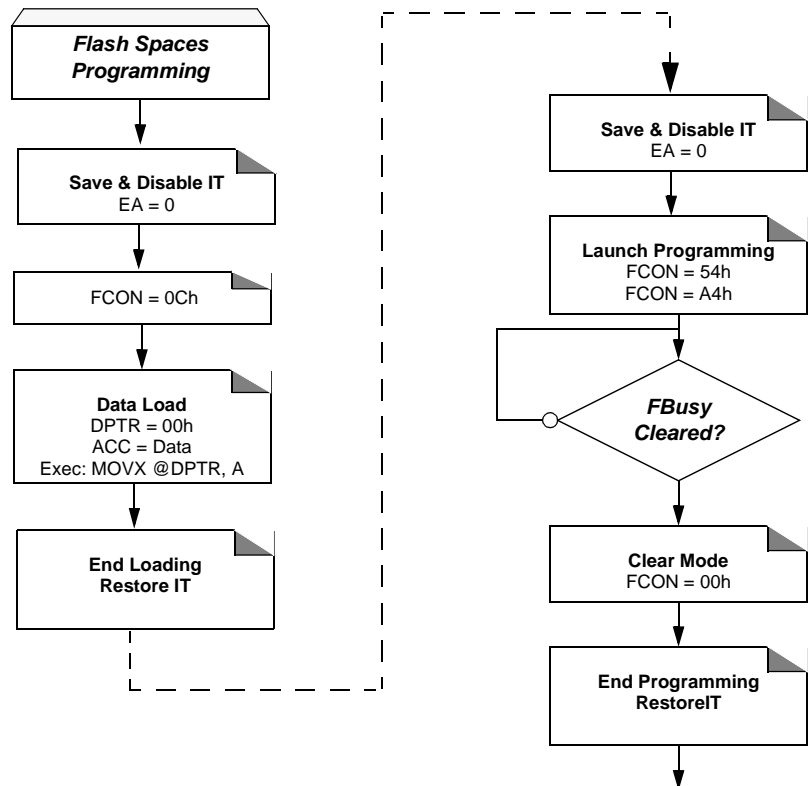 Flash Spaces
Programming
Save & Disable IT
EA = 0
FCON = 0Ch
Data Load
DPTR = 00h
ACC = Data
Exec: MOVX @DPTR, A
End Loading
Restore IT
Save & Disable IT
EA = 0
Launch Programming
FCON = 54h
FCON = A4h
FBusy
Cleared?
Clear Mode
FCON = 00h
End Programming
RestoreIT